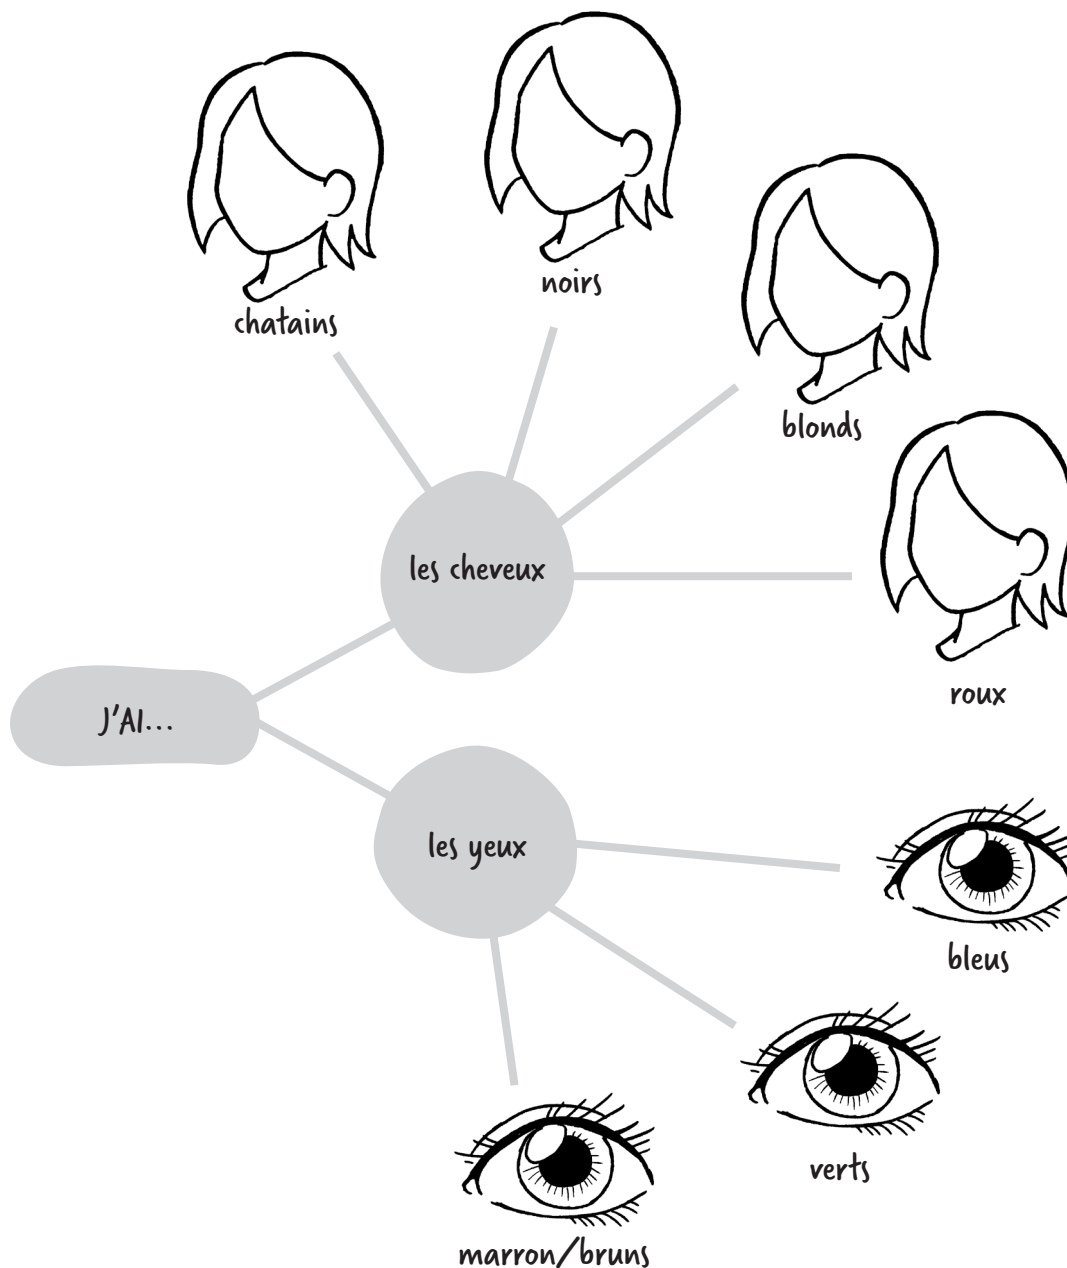 noirs
chatains
blonds
les cheveux
roux
J'AI...
les yeux
bleus
verts
marron/bruns